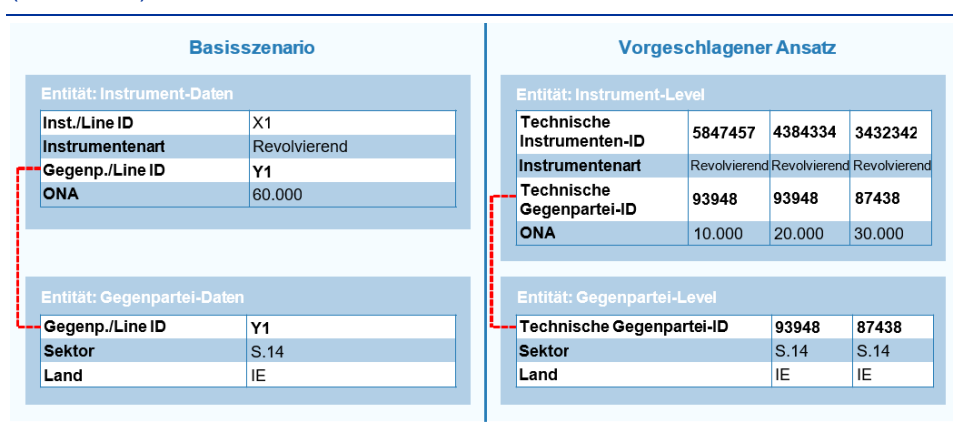 Basisszenario
Entität: Instrument-Daten
Inst./Line ID X1
Instrumentenart Revolvierend
Gegenp./Line ID Y1
ONA 60.000
Entität: Gegenpartei-Daten
Gegenp./Line ID Y1
Sektor S.14
Land IE
Vorgeschlagener Ansatz
Entität: Instrument-Level
Technische
Instrumenten-ID 5847457 4384334 3432342
Instrumentenart Revolvierend Revolvierend Revolvierend
Technische
Gegenpartei-ID 93948 93948 87438
ONA 10.000 20.000 30.000
Entität: Gegenpartei-Level
Technische Gegenpartei-ID 93948 87438
Sektor S.14 S.14
Land IE IE